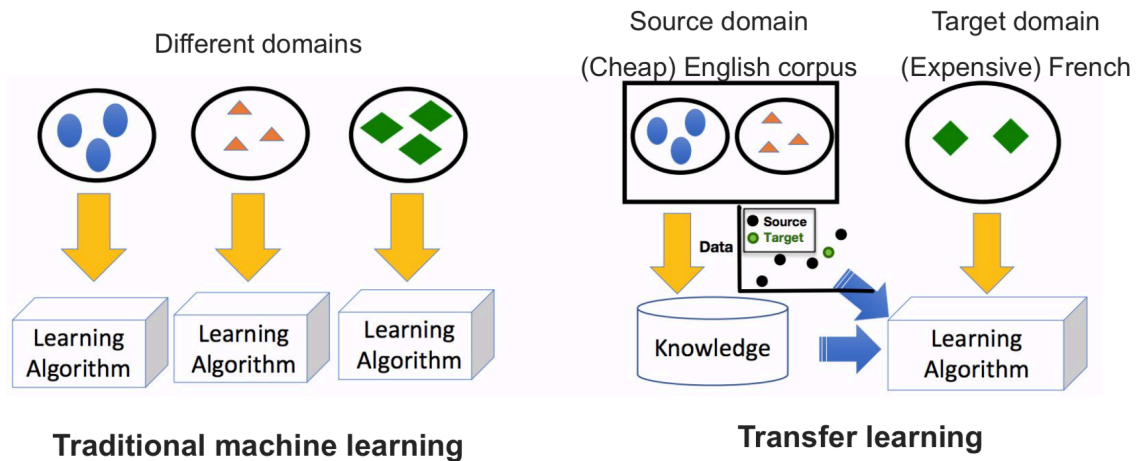 Different domains
Learning
Algorithm
Learning
Algorithm
Learning
Algorithm
Traditional machine learning
Source domain
(Cheap) English corpus
Target domain
(Expensive) French
Source
Target
Data
Knowledge
Learning
Algorithm
Transfer learning